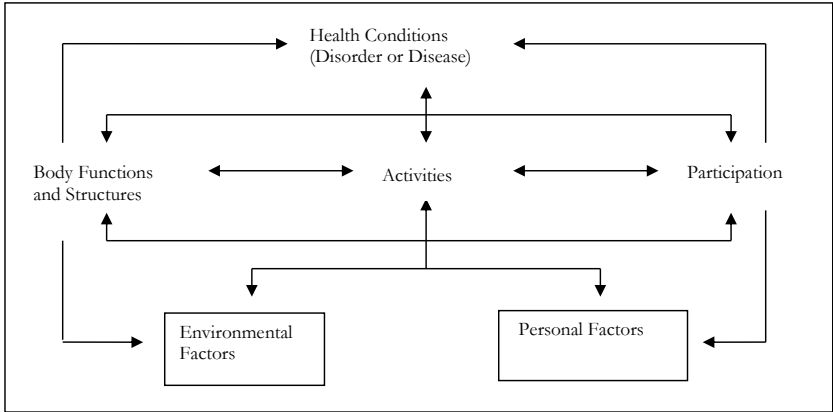 Health Conditions
(Disorder or Disease)
Body Functions
and Structures
Activities
Participation
Environmental
Factors
Personal Factors